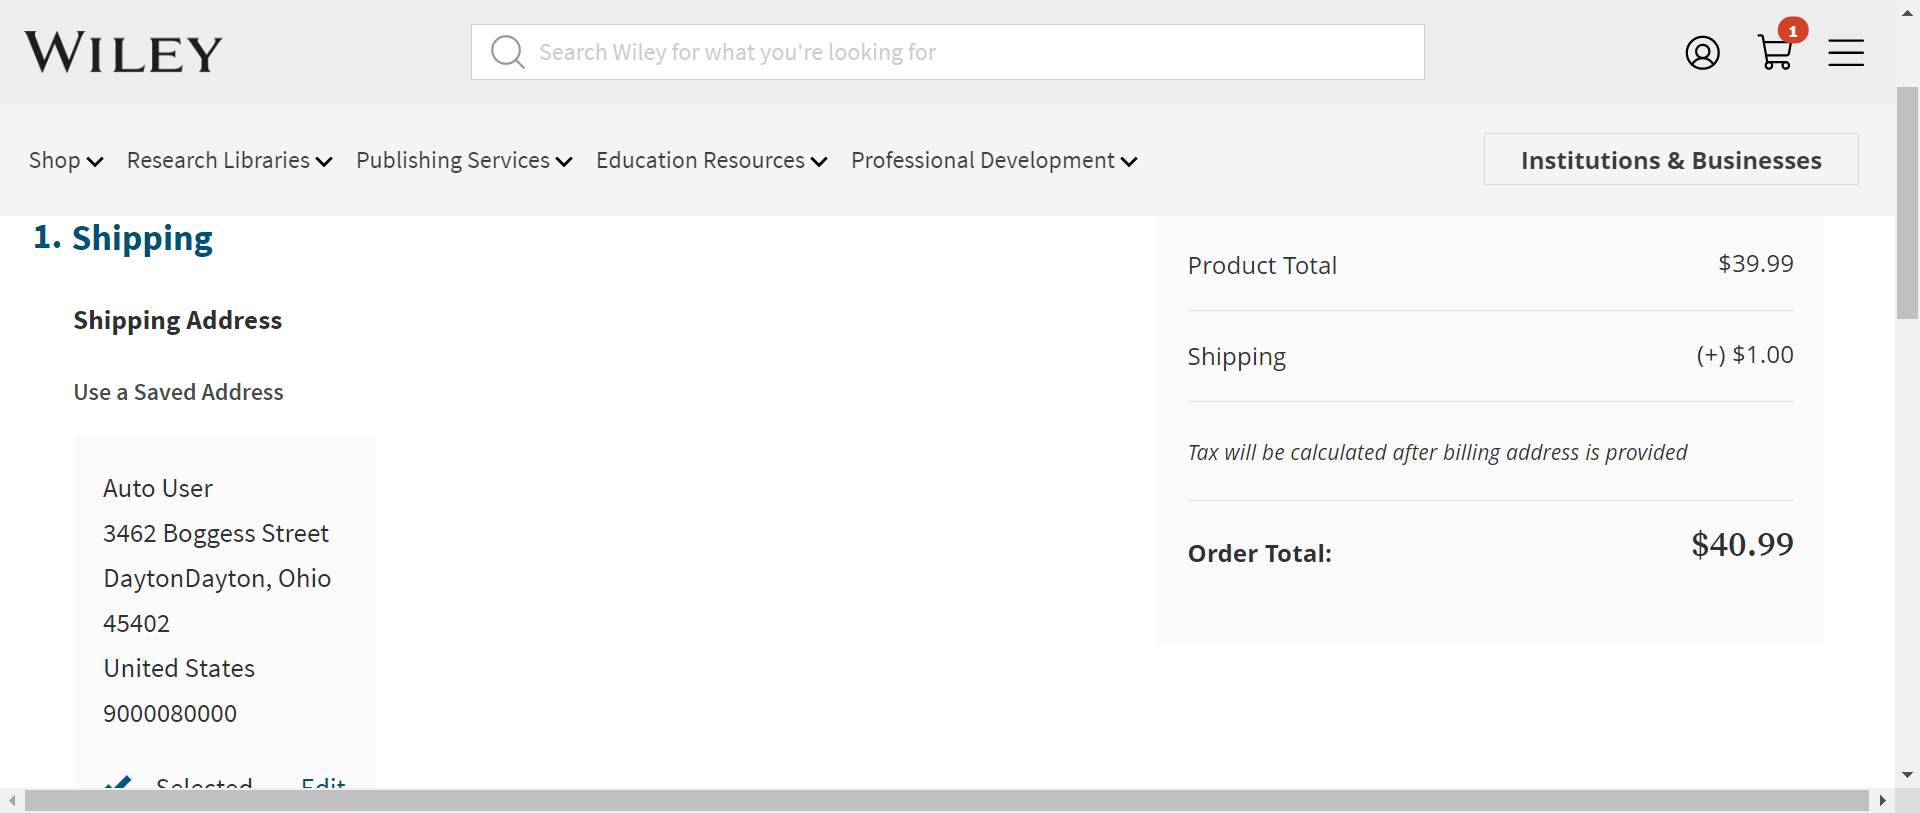 WILEY
Search Wiley for what you're looking for
1
Shop
Research Libraries
Publishing Services
Education Resources
Professional Development
Institutions & Businesses
1. Shipping
Shipping Address
Use a Saved Address
Auto User
3462 Boggess Street
DaytonDayton, Ohio
45402
United States
9000080000
Selected Edit
Product Total $39.99
Shipping (+) $1.00
Tax will be calculated after billing address is provided
Order Total: $40.99